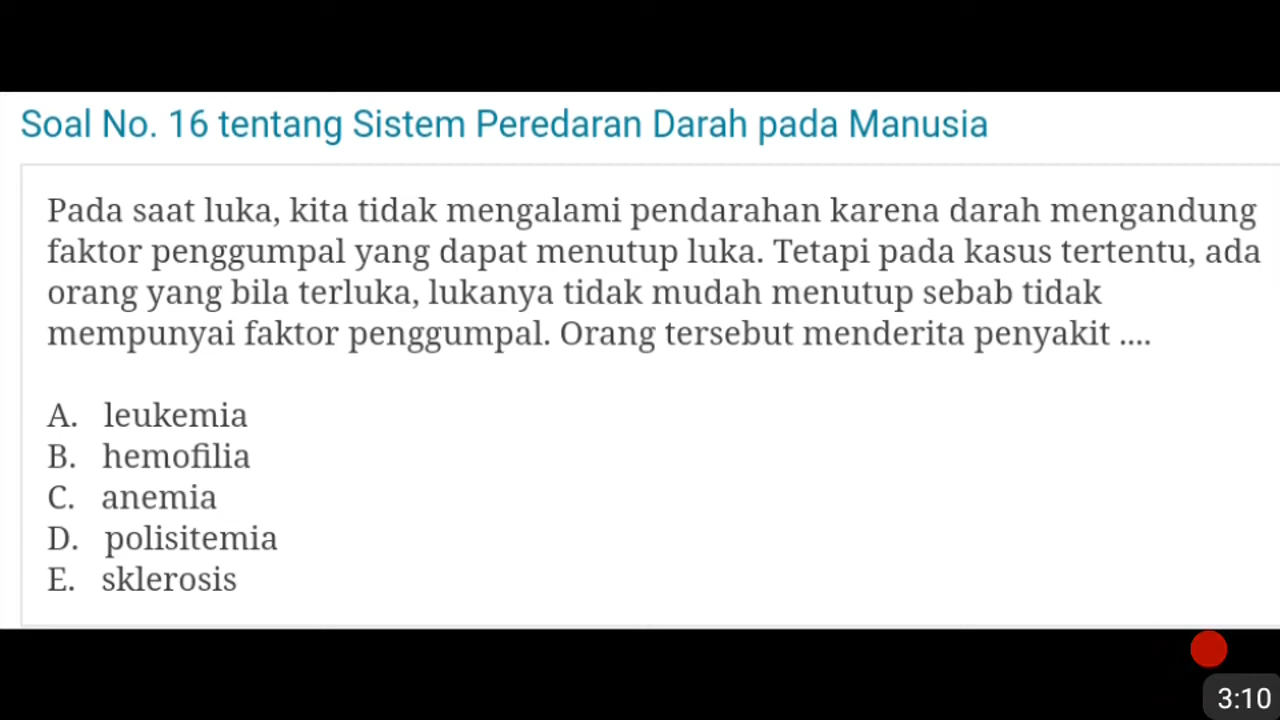 Soal No. 16 tentang Sistem Peredaran Darah pada Manusia
Pada saat luka, kita tidak mengalami pendarahan karena darah mengandung
faktor penggumpal yang dapat menutup luka. Tetapi pada kasus tertentu, ada
orang yang bila terluka, lukanya tidak mudah menutup sebab tidak
mempunyai faktor penggumpal. Orang tersebut menderita penyakit ....
A. leukemia
B. hemofilia
C. anemia
D. polisitemia
E. sklerosis
3:10